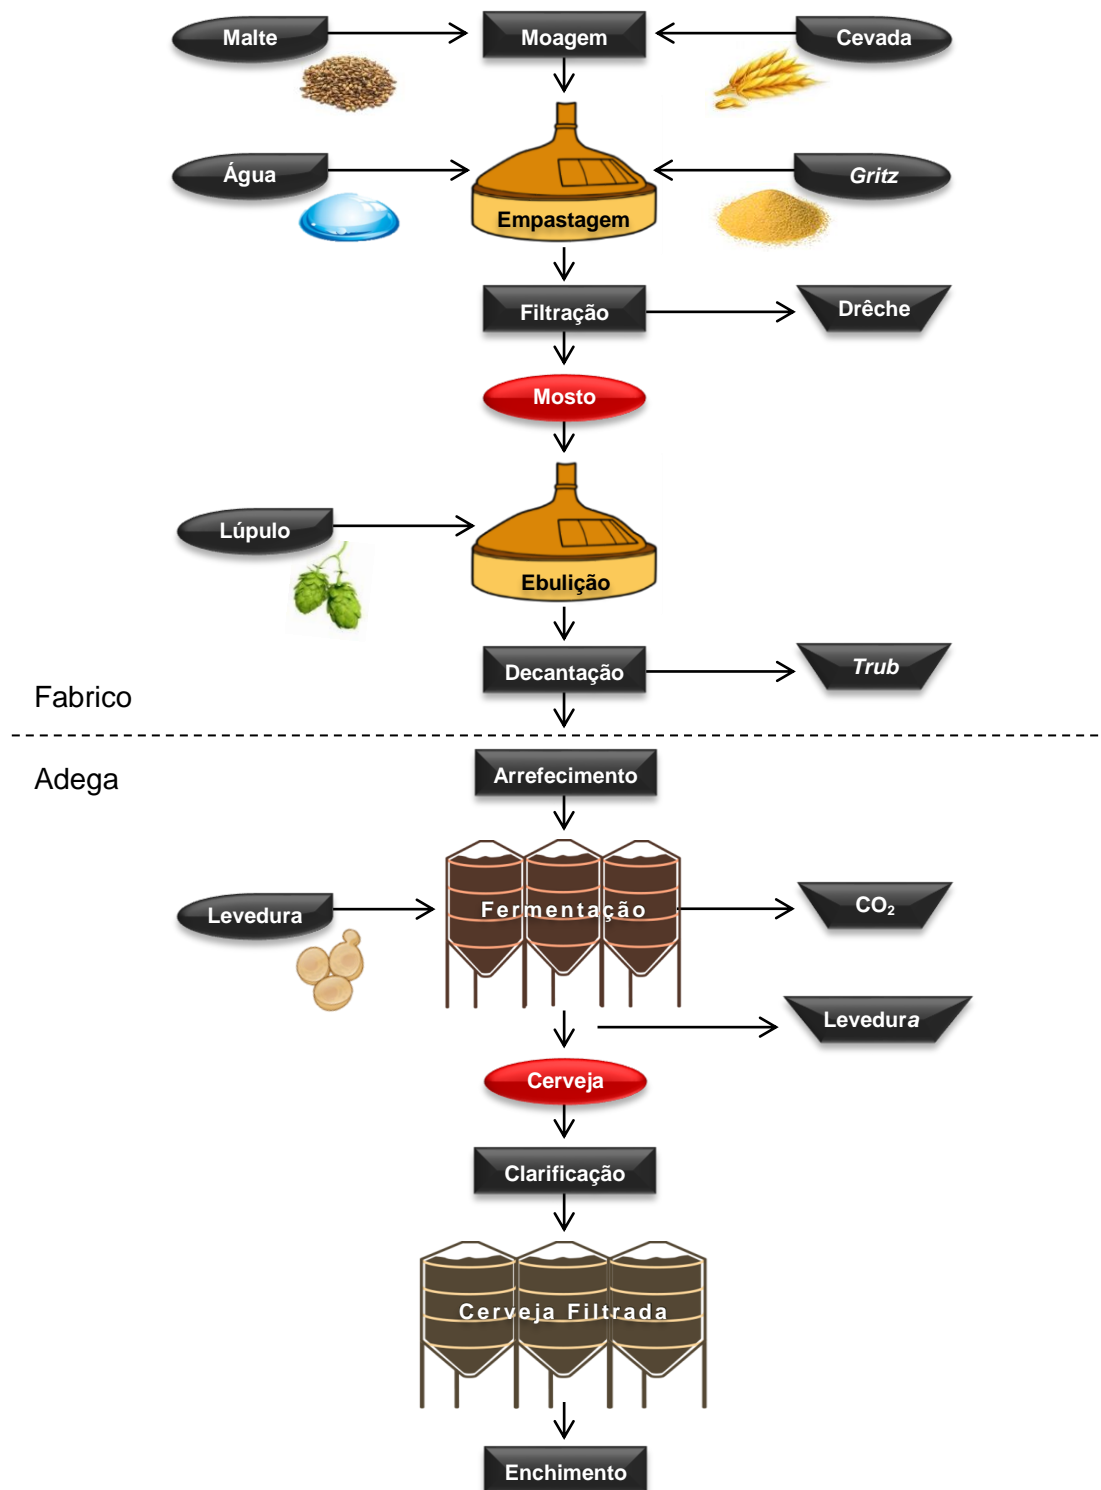 Malte
Moagem
Cevada
Água
Gritz
Empastagem
Filtração
Drêche
Mosto
Lúpulo
Ebulição
Decantação
Trub
Fabrico
Adega
Arrefecimento
Levedura
Fermentação
CO₂
Levedura
Cerveja
Clarificação
Cerveja Filtrada
Enchimento